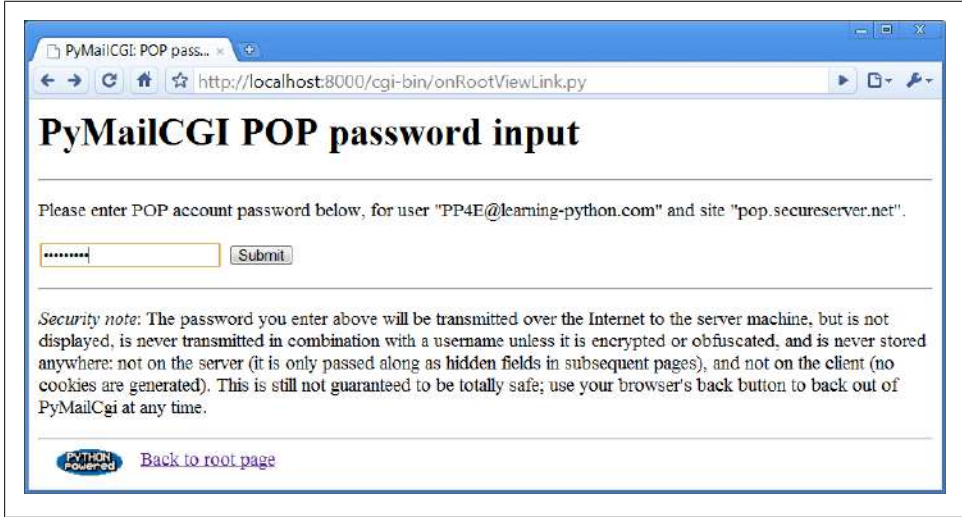 PyMailCGI: POP pass...
http://localhost:8000/cgi-bin/onRootViewLink.py
PyMailCGI POP password input
Please enter POP account password below, for user "PP4E@learning-python.com" and site "pop.secureserver.net".
Submit
Security note: The password you enter above will be transmitted over the Internet to the server machine, but is not
displayed, is never transmitted in combination with a username unless it is encrypted or obfuscated, and is never stored
anywhere: not on the server (it is only passed along as hidden fields in subsequent pages), and not on the client (no
cookies are generated). This is still not guaranteed to be totally safe; use your browser's back button to back out of
PyMailCgi at any time.
PYTHON
Powered
Back to root page